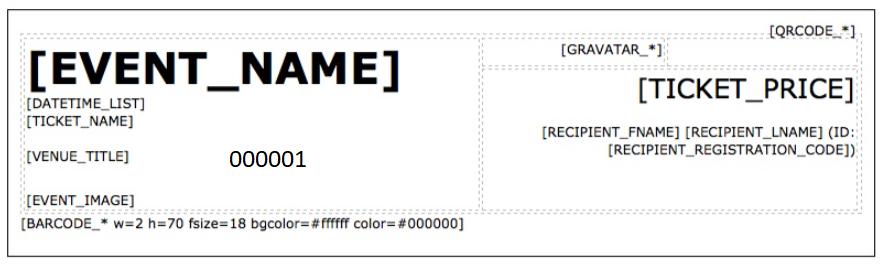 [QRCODE_*]
[GRAVATAR_*]
[EVENT_NAME]
[TICKET_PRICE]
[DATETIME_LIST]
[TICKET_NAME]
[RECIPIENT_FNAME] [RECIPIENT_LNAME] (ID:
[RECIPIENT_REGISTRATION_CODE])
[VENUE_TITLE]
000001
[EVENT_IMAGE]
[BARCODE_* w=2 h=70 fsize=18 bgcolor=#ffffff color=#000000]